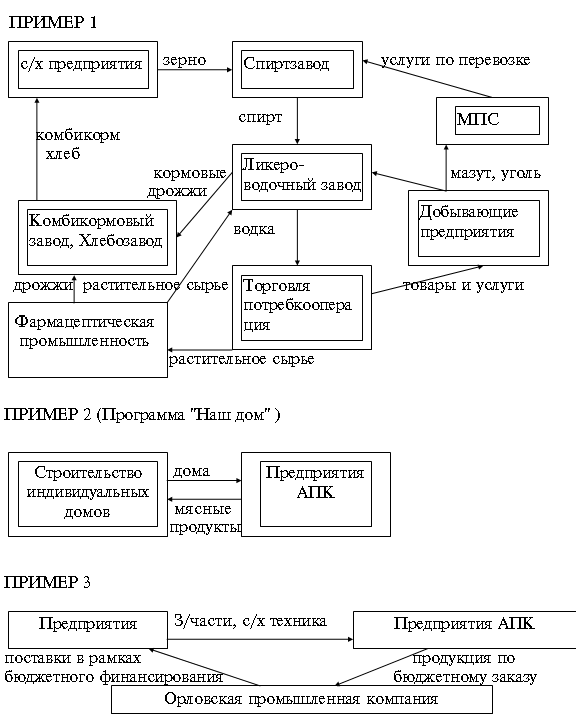 ПРИМЕР 1
с/х предприятия
зерно
Спиртзавод
услуги по перевозке
комбикорм
хлеб
спирт
МПС
кормовые
дрожжи
Ликеро-
водочный завод
мазут, уголь
Комбикормовый
завод, Хлебозавод
водка
Добывающие
предприятия
дрожжи
растительное сырье
Торговля
потребкоопера
ция
товары и услуги
Фармацептическая
промышленность
растительное сырье
ПРИМЕР 2 (Программа "Наш дом" )
Строительство
индивидуальных
домов
дома
мясные
продукты
Предприятия
АПК
ПРИМЕР 3
Предприятия
З/части, с/х техника
Предприятия АПК
поставки в рамках
бюджетного финансирования
продукция по
бюджетному заказу
Орловская промышленная компания